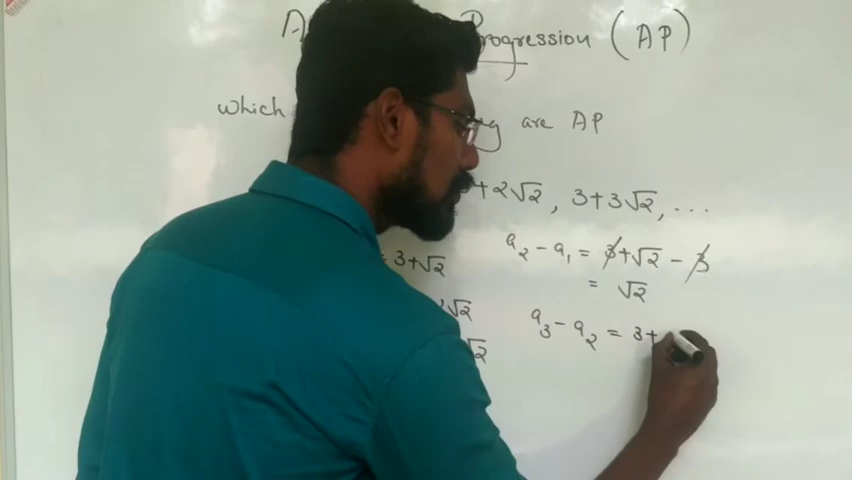 Progression (AP)
which are AP
+2√2, 3+3√2, ...
= 3+√2
a₂ - a₁ = 3+√2 - 3
= √2
√2
a₃ - a₂ = 3+
√2